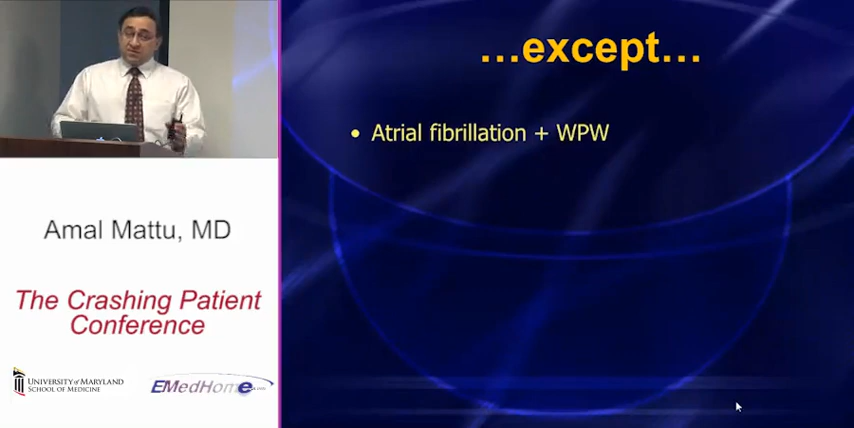 ...except...
• Atrial fibrillation + WPW
Amal Mattu, MD
The Crashing Patient
Conference
UNIVERSITY of MARYLAND
SCHOOL OF MEDICINE
EMEDHOME.COM